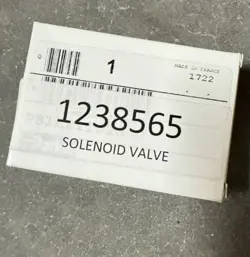 1
MADE IN FRANCE
1722
1238565
SOLENOID VALVE